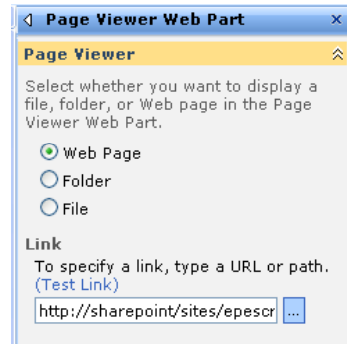 Page Viewer Web Part
Page Viewer
Select whether you want to display a
file, folder, or Web page in the Page
Viewer Web Part.
Web Page
Folder
File
Link
To specify a link, type a URL or path.
(Test Link)
http://sharepoint/sites/epescr
...